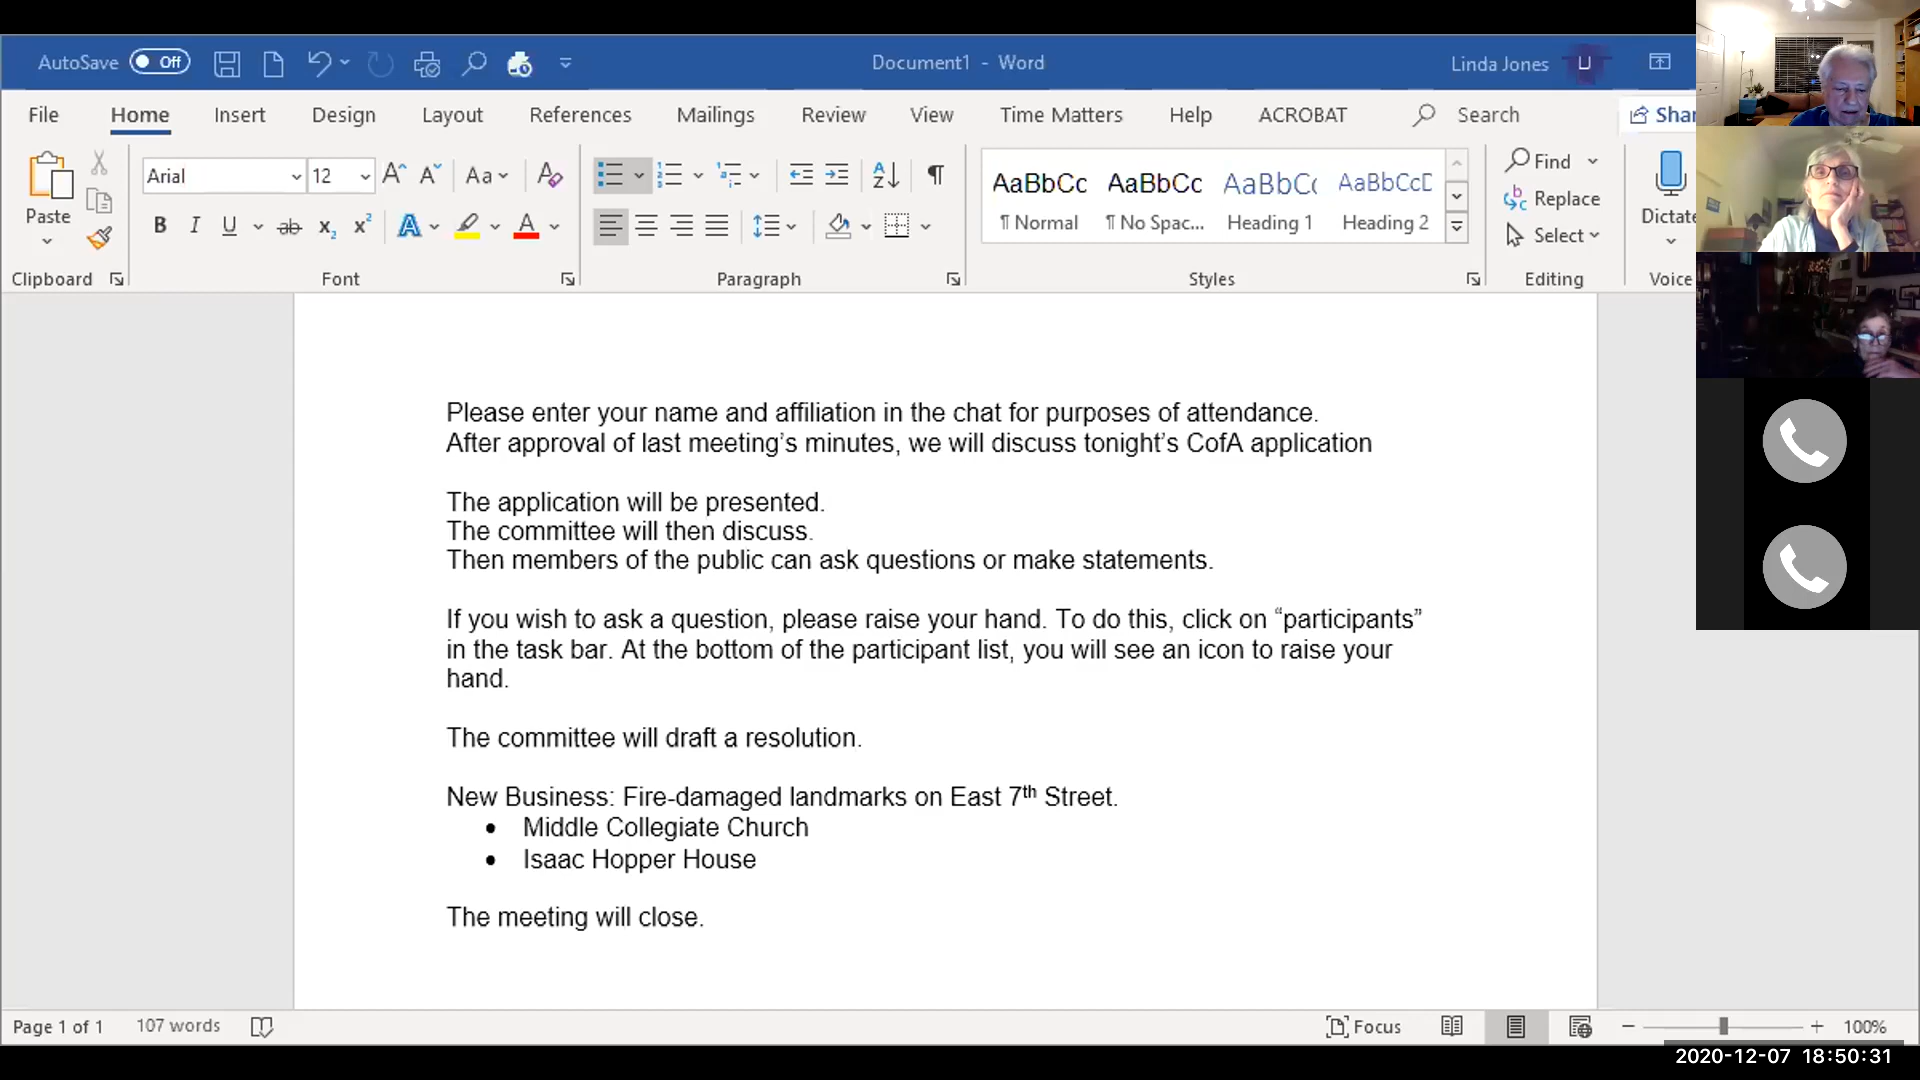 AutoSave Off Document1 - Word Linda Jones LJ
File Home Insert Design Layout References Mailings Review View Time Matters Help ACROBAT Search Shar
Paste Arial 12 Aa
B I U ab x₂ x² A A
AaBbCc AaBbCc AaBbC AaBbCcD
¶ Normal ¶ No Spac... Heading 1 Heading 2
Find
Replace
Select
Dictate
Clipboard Font Paragraph Styles Editing Voice
Please enter your name and affiliation in the chat for purposes of attendance.
After approval of last meeting’s minutes, we will discuss tonight’s CofA application
The application will be presented.
The committee will then discuss.
Then members of the public can ask questions or make statements.
If you wish to ask a question, please raise your hand. To do this, click on “participants”
in the task bar. At the bottom of the participant list, you will see an icon to raise your
hand.
The committee will draft a resolution.
New Business: Fire-damaged landmarks on East 7th Street.
• Middle Collegiate Church
• Isaac Hopper House
The meeting will close.
Page 1 of 1 107 words Focus 100%
2020-12-07 18:50:31